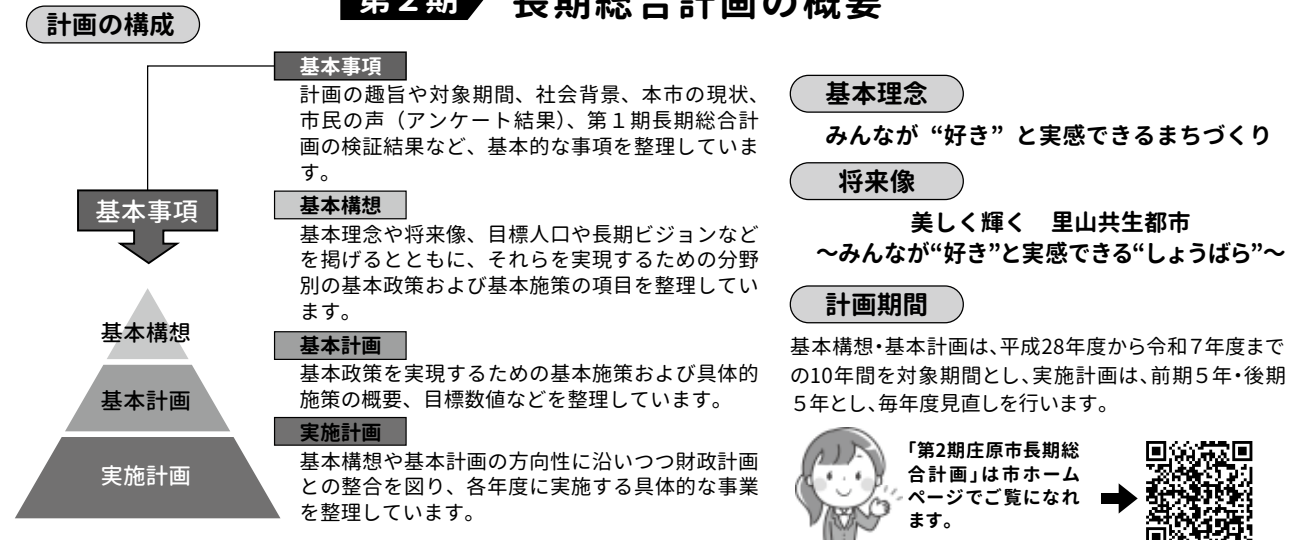 第２期 長期総合計画の概要
計画の構成
基本事項
計画の趣旨や対象期間、社会背景、本市の現状、
市民の声（アンケート結果）、第１期長期総合計
画の検証結果など、基本的な事項を整理していま
す。
基本構想
基本理念や将来像、目標人口や長期ビジョンなど
を掲げるとともに、それらを実現するための分野
別の基本政策および基本施策の項目を整理してい
ます。
基本計画
基本政策を実現するための基本施策および具体的
施策の概要、目標数値などを整理しています。
実施計画
基本構想や基本計画の方向性に沿いつつ財政計画
との整合を図り、各年度に実施する具体的な事業
を整理しています。
基本事項
基本構想
基本計画
実施計画
基本理念
みんなが “好き” と実感できるまちづくり
将来像
美しく輝く　里山共生都市
～みんなが“好き”と実感できる“しょうばら”～
計画期間
基本構想・基本計画は、平成28年度から令和７年度まで
の10年間を対象期間とし、実施計画は、前期５年・後期
５年とし、毎年度見直しを行います。
「第2期庄原市長期総
合計画」は市ホーム
ページでご覧になれ
ます。